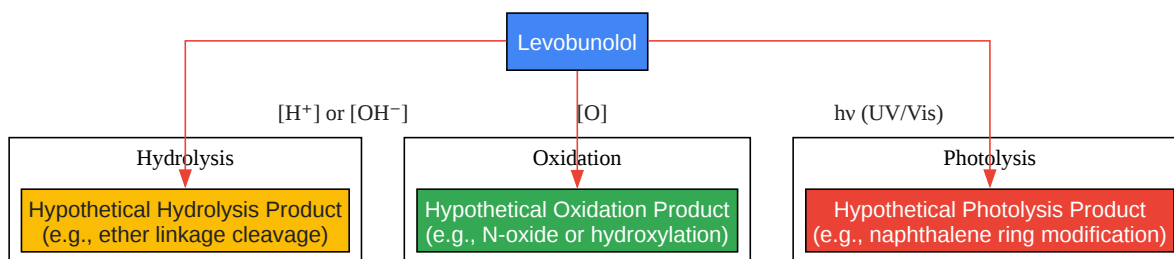 Levobunolol
[H⁺] or [OH⁻]
[O]
hν (UV/Vis)
Hydrolysis
Oxidation
Photolysis
Hypothetical Hydrolysis Product
(e.g., ether linkage cleavage)
Hypothetical Oxidation Product
(e.g., N-oxide or hydroxylation)
Hypothetical Photolysis Product
(e.g., naphthalene ring modification)